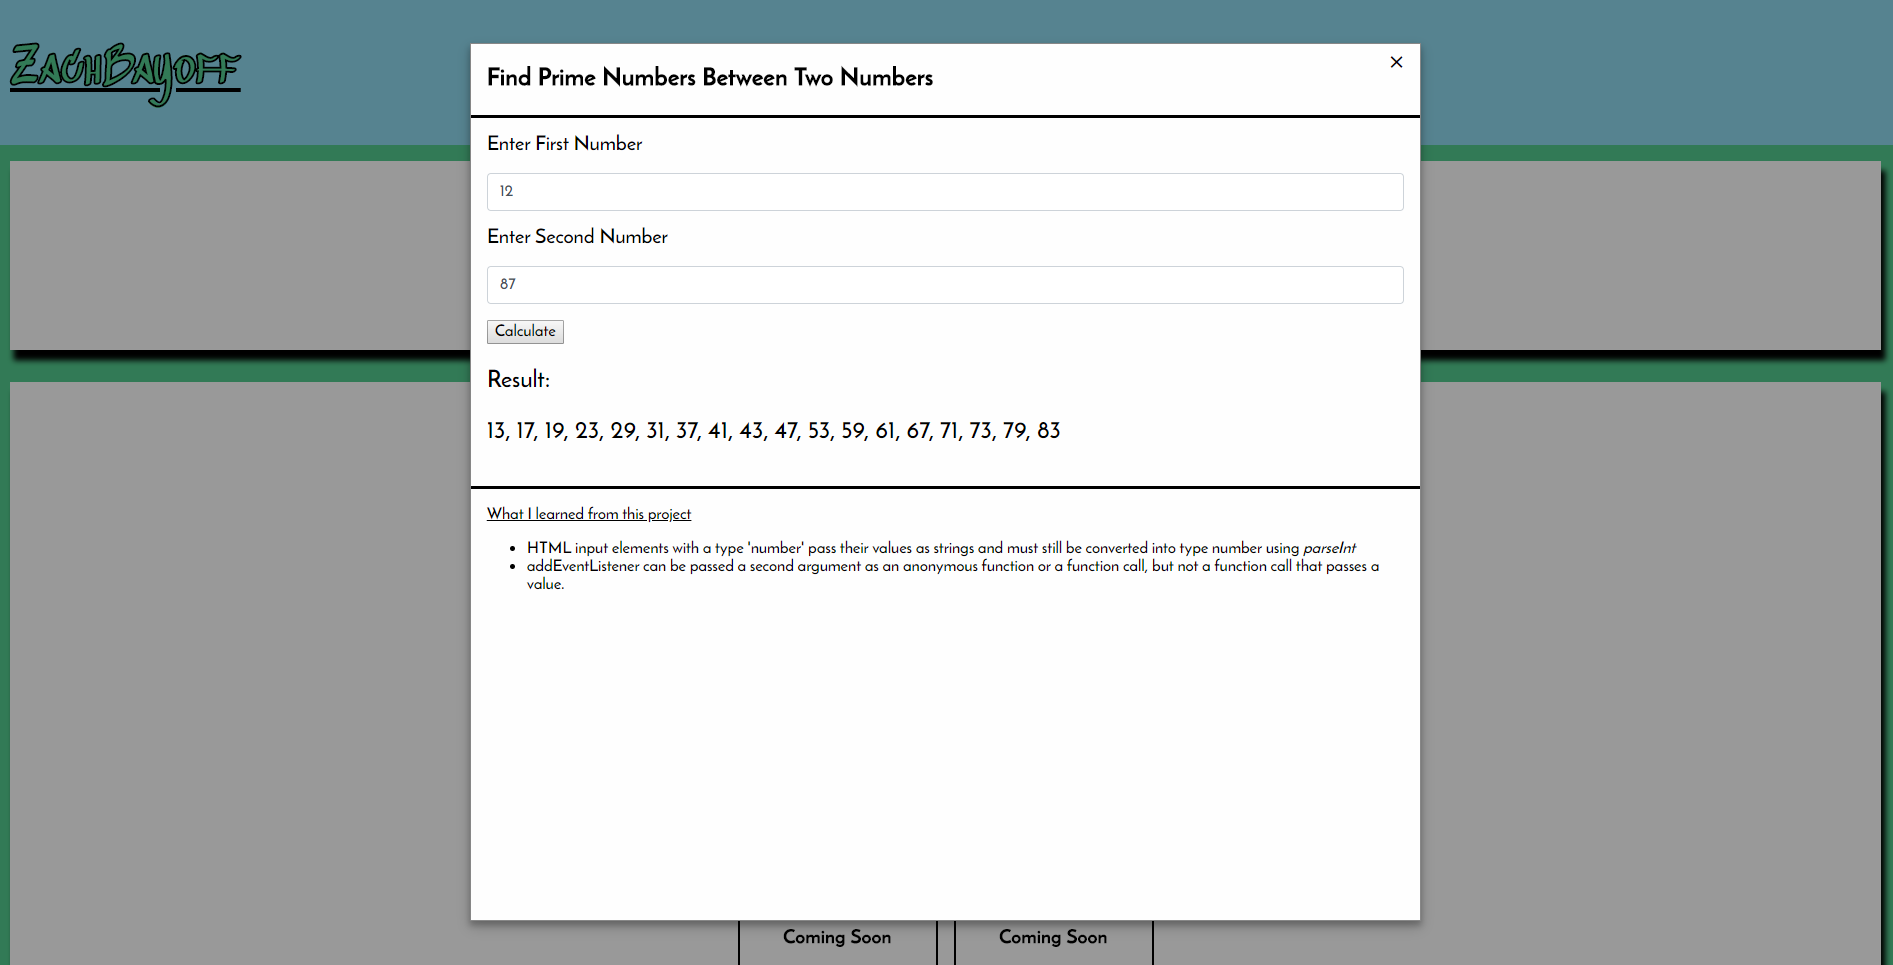 ZachBayoff
×
Find Prime Numbers Between Two Numbers
Enter First Number
12
Enter Second Number
87
Calculate
Result:
13, 17, 19, 23, 29, 31, 37, 41, 43, 47, 53, 59, 61, 67, 71, 73, 79, 83
What I learned from this project
• HTML input elements with a type 'number' pass their values as strings and must still be converted into type number using parseInt
• addEventListener can be passed a second argument as an anonymous function or a function call, but not a function call that passes a
value.
Coming Soon
Coming Soon